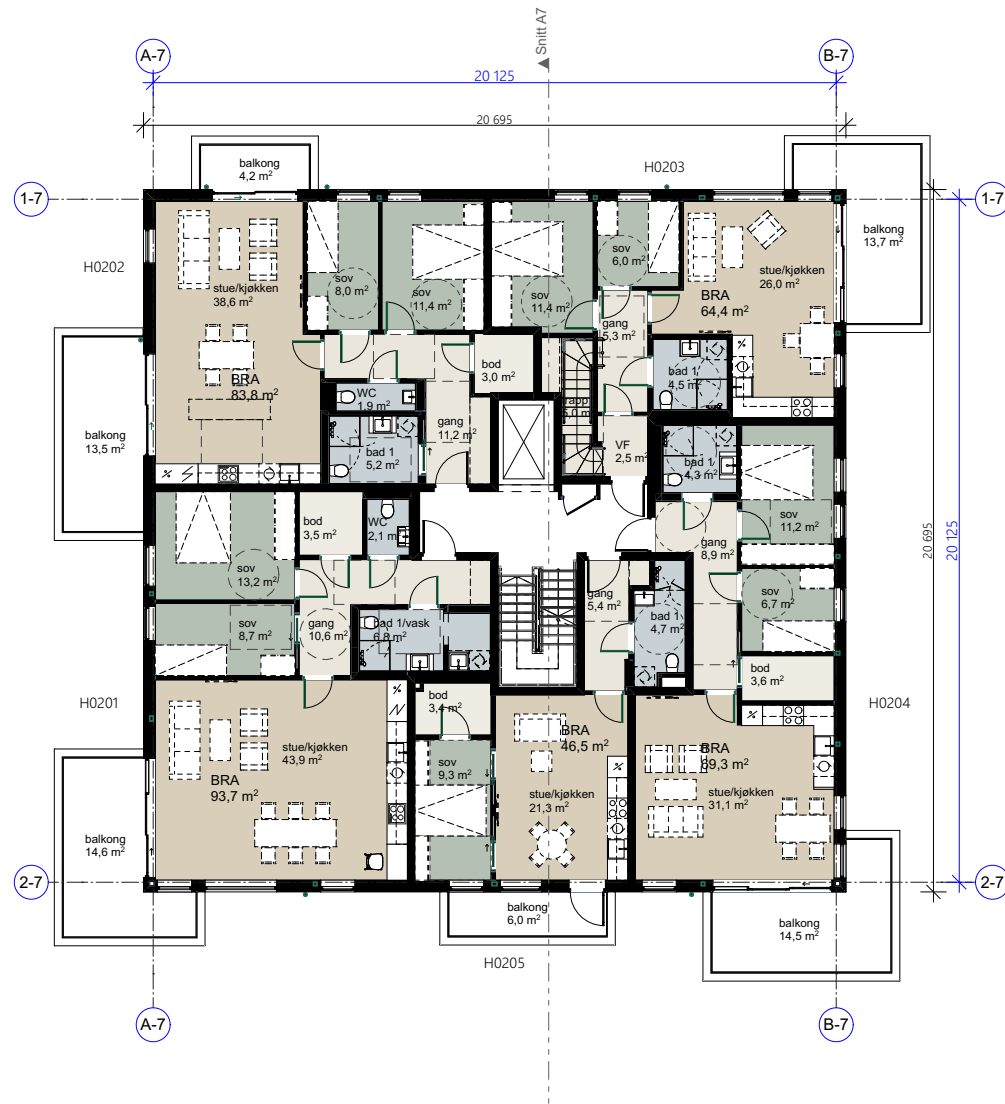 Snitt A7
A-7
B-7
20 125
20 695
balkong
4,2 m²
H0203
1-7
1-7
balkong
13,7 m²
H0202
stue/kjøkken
38,6 m²
sov
8,0 m²
sov
11,4 m²
sov
11,4 m²
sov
6,0 m²
stue/kjøkken
26,0 m²
BRA
64,4 m²
gang
5,3 m²
bod
3,0 m²
bad 1
4,5 m²
BRA
83,8 m²
WC
1,9 m²
trapp
5,0 m²
balkong
13,5 m²
gang
11,2 m²
bad 1
5,2 m²
VF
2,5 m²
bad 1
4,3 m²
bod
3,5 m²
WC
2,1 m²
sov
11,2 m²
gang
8,9 m²
20 695
20 125
sov
13,2 m²
sov
6,7 m²
gang
5,4 m²
sov
8,7 m²
gang
10,6 m²
bad 1/vask
6,8 m²
bad 1
4,7 m²
bod
3,6 m²
H0201
H0204
bod
3,4 m²
stue/kjøkken
43,9 m²
BRA
93,7 m²
BRA
46,5 m²
BRA
69,3 m²
sov
9,3 m²
stue/kjøkken
21,3 m²
stue/kjøkken
31,1 m²
balkong
14,6 m²
2-7
2-7
balkong
6,0 m²
balkong
14,5 m²
H0205
A-7
B-7